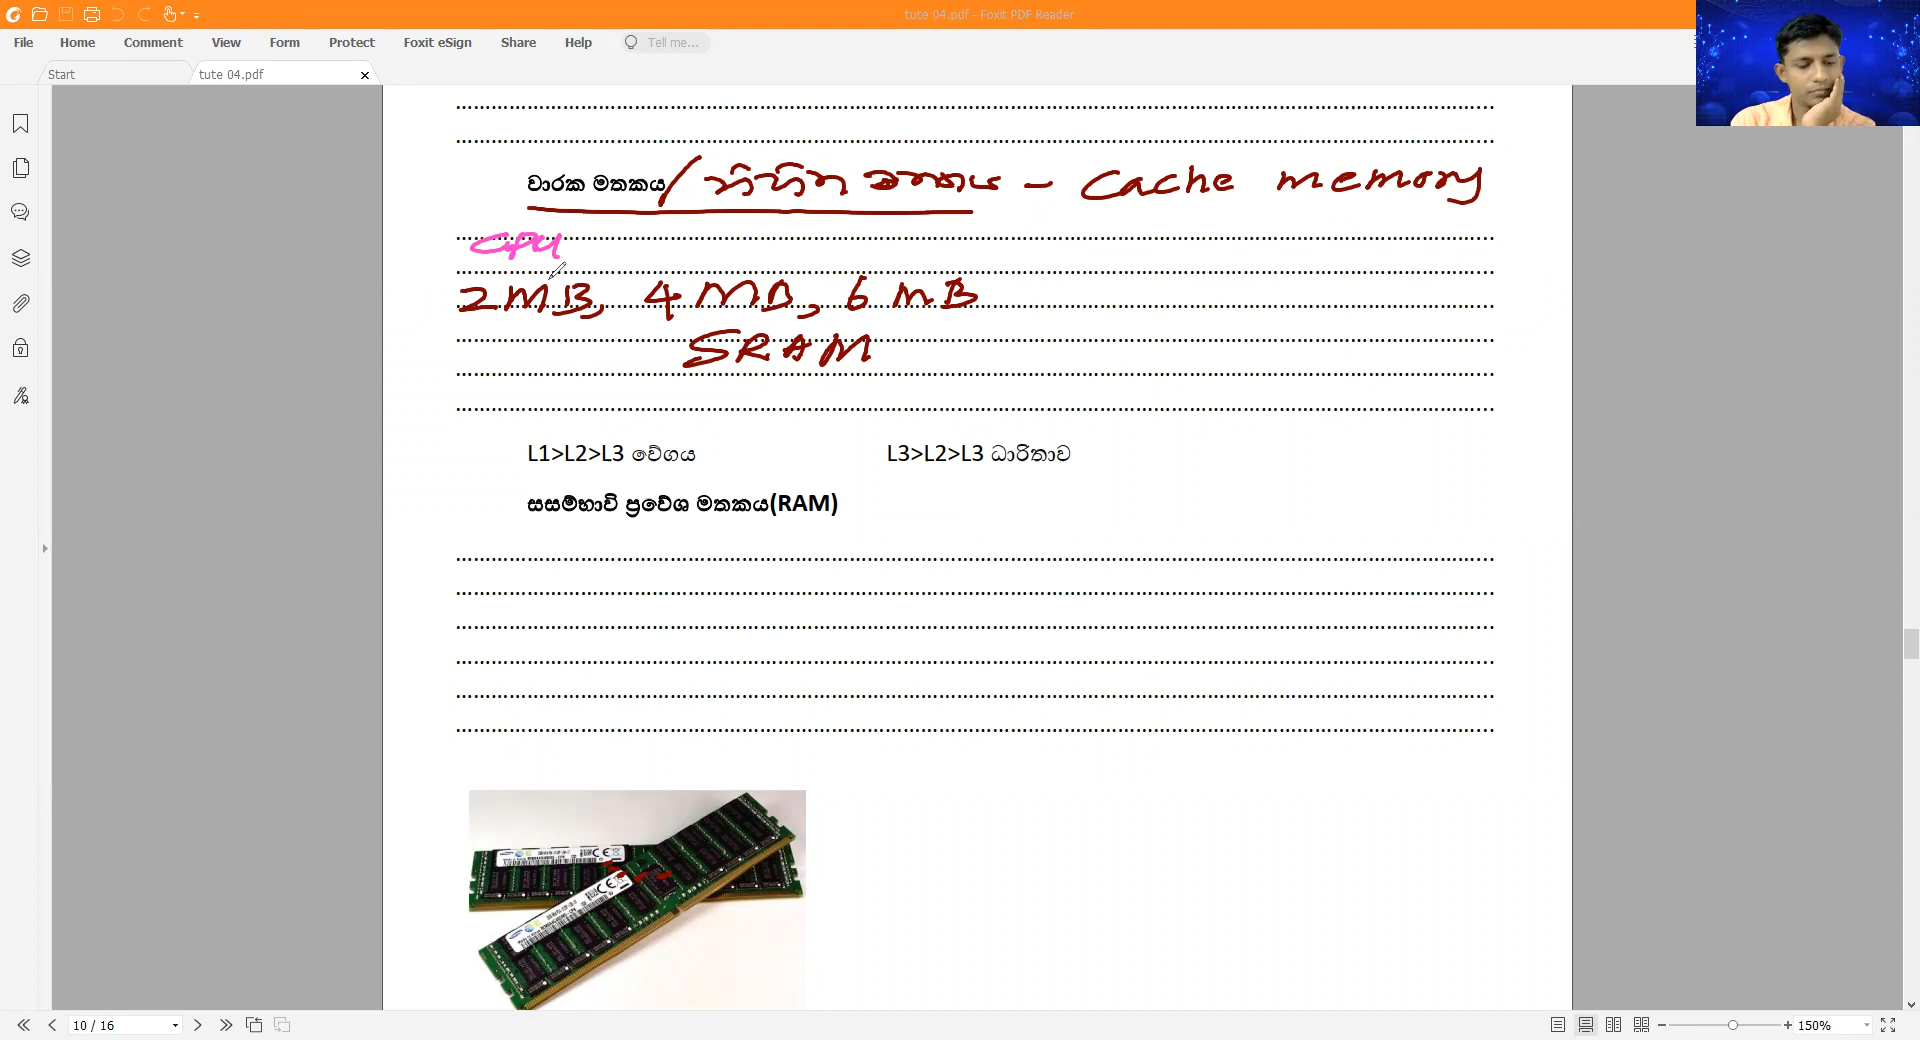 tute 04.pdf - Foxit PDF Reader
File Home Comment View Form Protect Foxit eSign Share Help Tell me...
Start tute 04.pdf
වාරක මතකය / නිහිත මතකය - Cache memory
CPU
2MB, 4MB, 6MB
SRAM
L1>L2>L3 වේගය L3>L2>L3 ධාරිතාව
සසම්භාවි ප්‍රවේශ මතකය(RAM)
10 / 16 150%